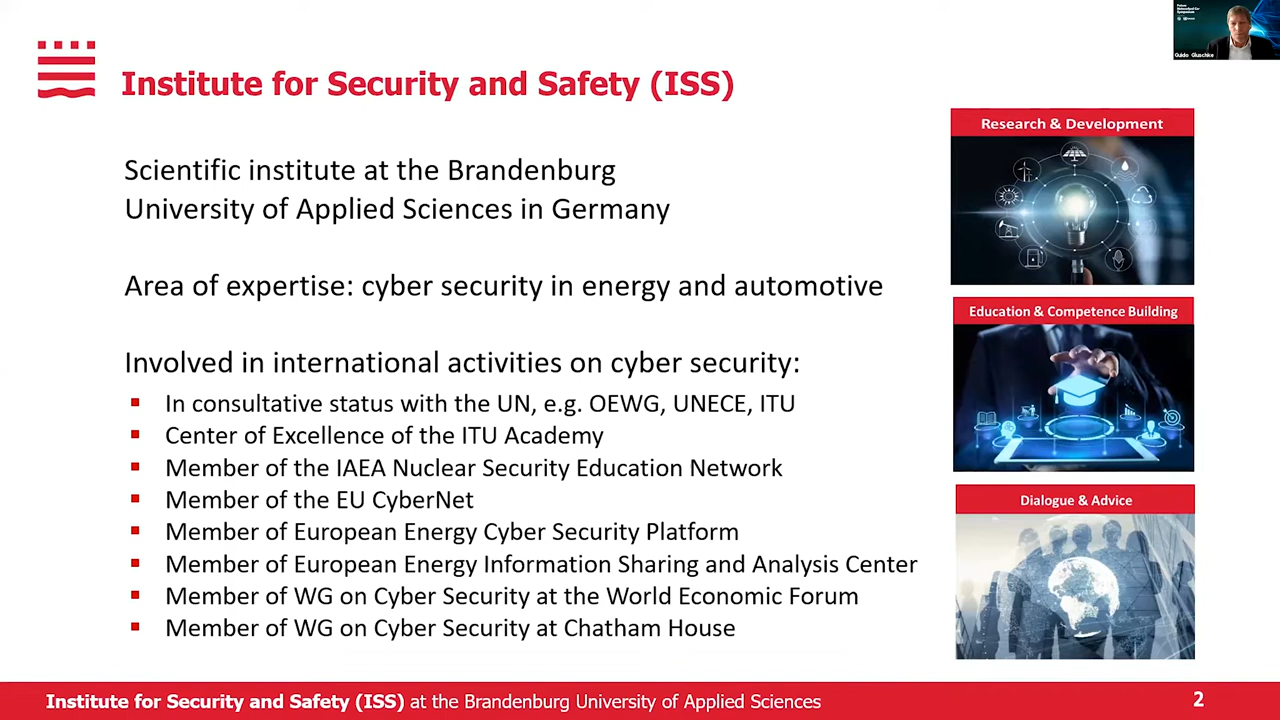 Future
Networked Car
Symposium
Guido Gluschke
Institute for Security and Safety (ISS)
Scientific institute at the Brandenburg
University of Applied Sciences in Germany
Area of expertise: cyber security in energy and automotive
Involved in international activities on cyber security:
▪ In consultative status with the UN, e.g. OEWG, UNECE, ITU
▪ Center of Excellence of the ITU Academy
▪ Member of the IAEA Nuclear Security Education Network
▪ Member of the EU CyberNet
▪ Member of European Energy Cyber Security Platform
▪ Member of European Energy Information Sharing and Analysis Center
▪ Member of WG on Cyber Security at the World Economic Forum
▪ Member of WG on Cyber Security at Chatham House
Research & Development
Education & Competence Building
Dialogue & Advice
Institute for Security and Safety (ISS) at the Brandenburg University of Applied Sciences
2